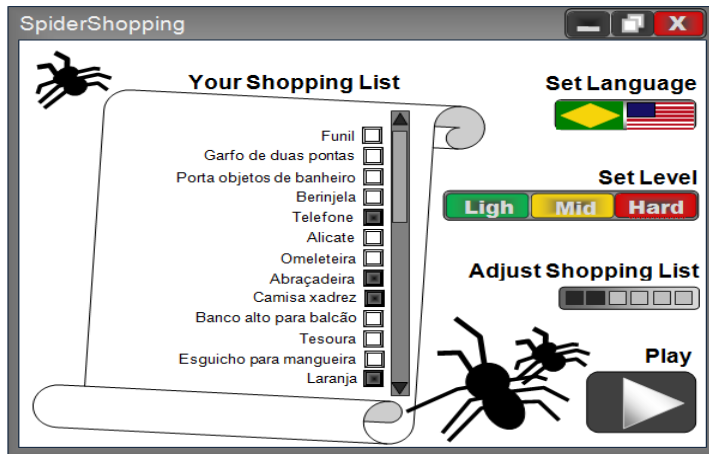 SpiderShopping
X
Your Shopping List
Funil
Garfo de duas pontas
Porta objetos de banheiro
Berinjela
Telefone
Alicate
Omeleteira
Abraçadeira
Camisa xadrez
Banco alto para balcão
Tesoura
Esguicho para mangueira
Laranja
Set Language
Set Level
Ligh Mid Hard
Adjust Shopping List
Play